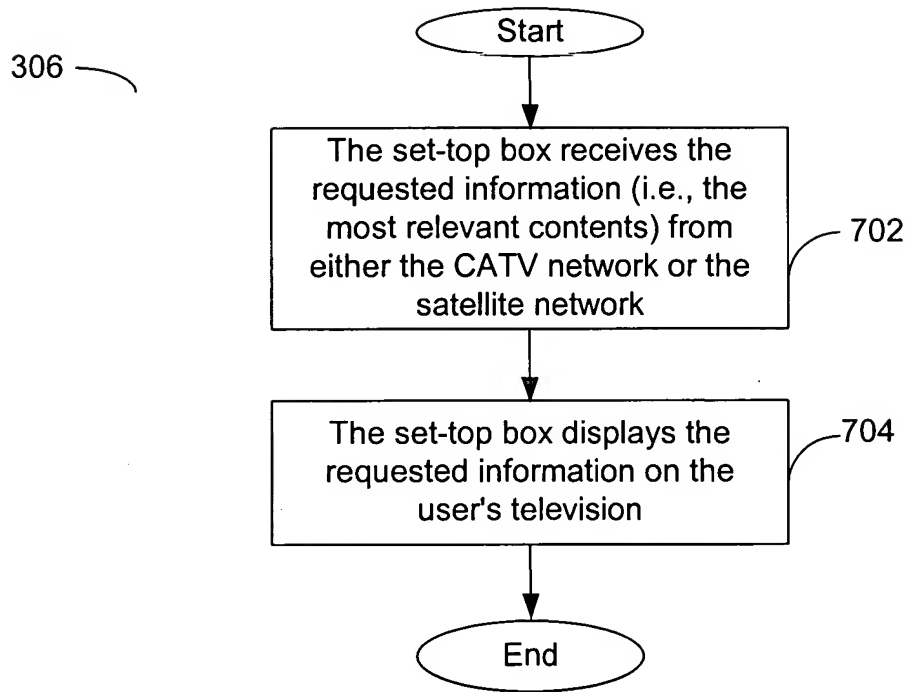 Start
306
The set-top box receives the
requested information (i.e., the
most relevant contents) from
either the CATV network or the
satellite network
702
The set-top box displays the
requested information on the
user's television
704
End